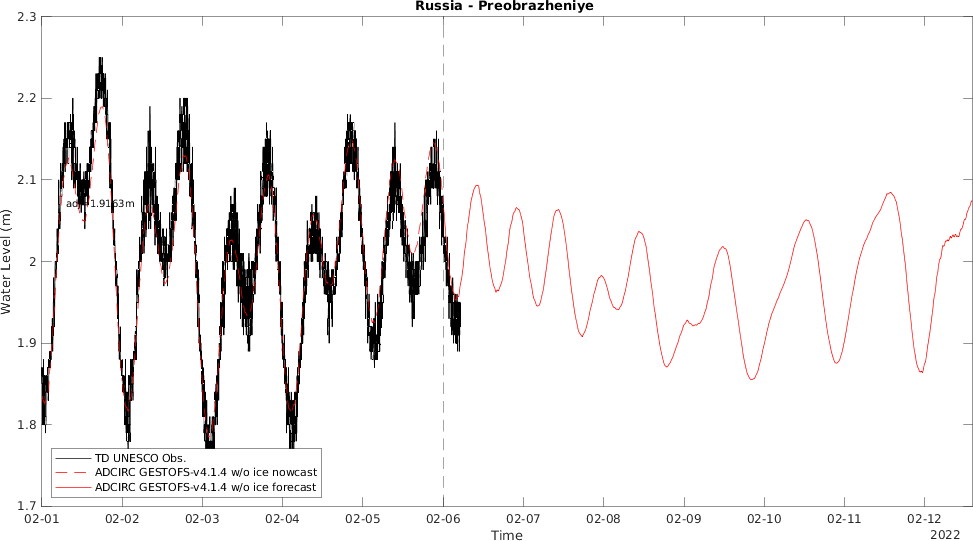 Russia - Preobrazheniye
Water Level (m)
2.3
2.2
2.1
2
1.9
1.8
1.7
TD UNESCO Obs.
ADCIRC GESTOFS-v4.1.4 w/o ice nowcast
ADCIRC GESTOFS-v4.1.4 w/o ice forecast
02-01 02-02 02-03 02-04 02-05 02-06 02-07 02-08 02-09 02-10 02-11 02-12
Time
2022